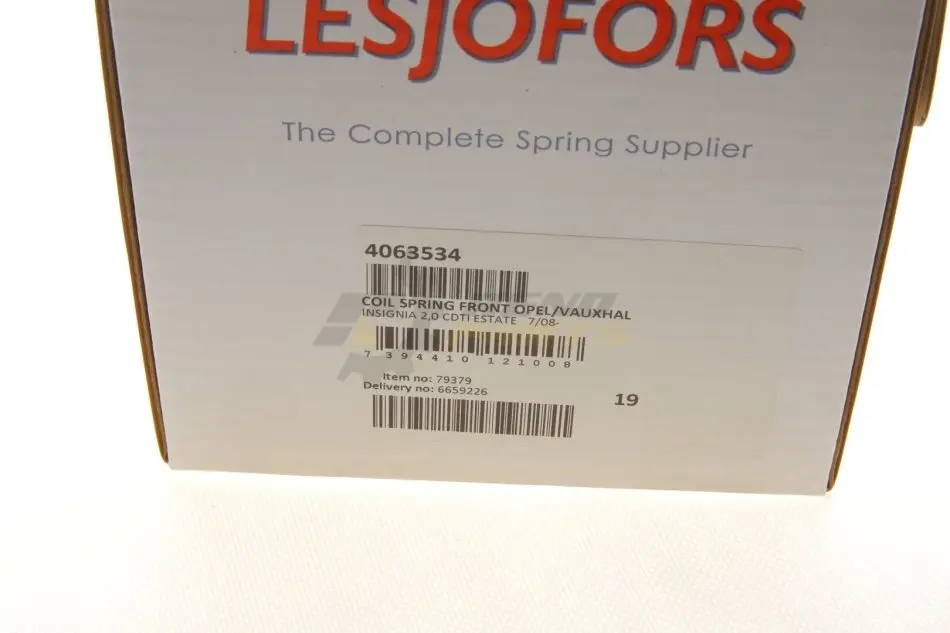 LESJÖFORS
The Complete Spring Supplier
4063534
COIL SPRING FRONT OPEL/VAUXHAL
INSIGNIA 2,0 CDTI ESTATE 7/08-
7 394410 121008
Item no: 79379
Delivery no: 6659226
19